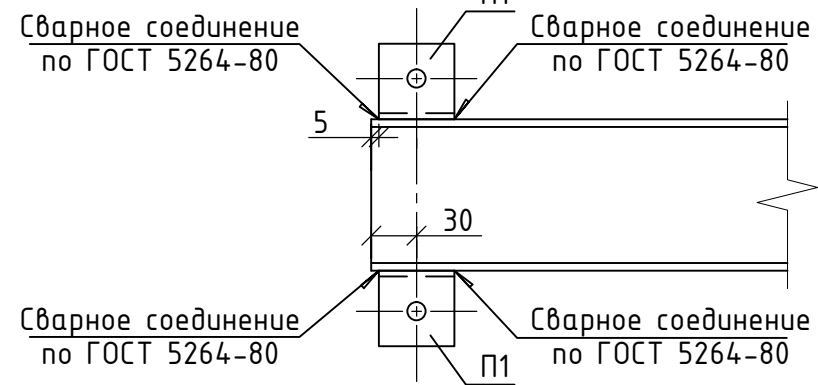 Сварное соединение
по ГОСТ 5264-80
Сварное соединение
по ГОСТ 5264-80
5
30
Сварное соединение
по ГОСТ 5264-80
Сварное соединение
по ГОСТ 5264-80
П1